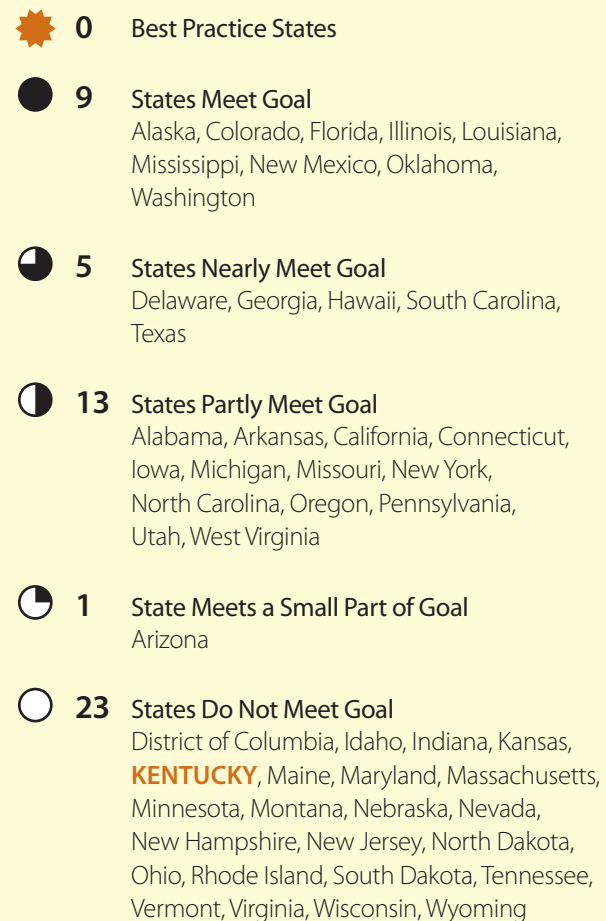 0 Best Practice States
9 States Meet Goal
Alaska, Colorado, Florida, Illinois, Louisiana,
Mississippi, New Mexico, Oklahoma,
Washington
5 States Nearly Meet Goal
Delaware, Georgia, Hawaii, South Carolina,
Texas
13 States Partly Meet Goal
Alabama, Arkansas, California, Connecticut,
Iowa, Michigan, Missouri, New York,
North Carolina, Oregon, Pennsylvania,
Utah, West Virginia
1 State Meets a Small Part of Goal
Arizona
23 States Do Not Meet Goal
District of Columbia, Idaho, Indiana, Kansas,
KENTUCKY, Maine, Maryland, Massachusetts,
Minnesota, Montana, Nebraska, Nevada,
New Hampshire, New Jersey, North Dakota,
Ohio, Rhode Island, South Dakota, Tennessee,
Vermont, Virginia, Wisconsin, Wyoming